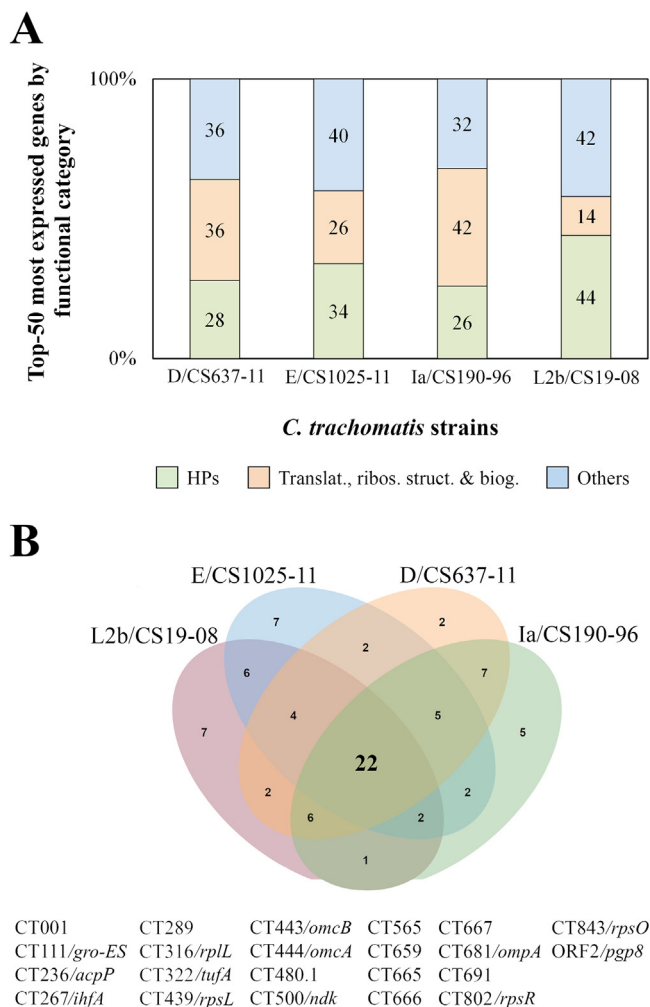 A
Top-50 most expressed genes by
functional category
100%
0%
36 40 32 42
36 26 42 14
28 34 26 44
D/CS637-11 E/CS1025-11 Ia/CS190-96 L2b/CS19-08
C. trachomatis strains
HPs Translat., ribos. struct. & biog. Others
B
E/CS1025-11 D/CS637-11
L2b/CS19-08 Ia/CS190-96
7 2
2
6 7
4 5
7 5
22
2 2
6 2
1
CT001 CT289 CT443/omcB CT565 CT667 CT843/rpsO
CT111/gro-ES CT316/rplL CT444/omcA CT659 CT681/ompA ORF2/pgp8
CT236/acpP CT322/tufA CT480.1 CT665 CT691
CT267/ihfA CT439/rpsL CT500/ndk CT666 CT802/rpsR